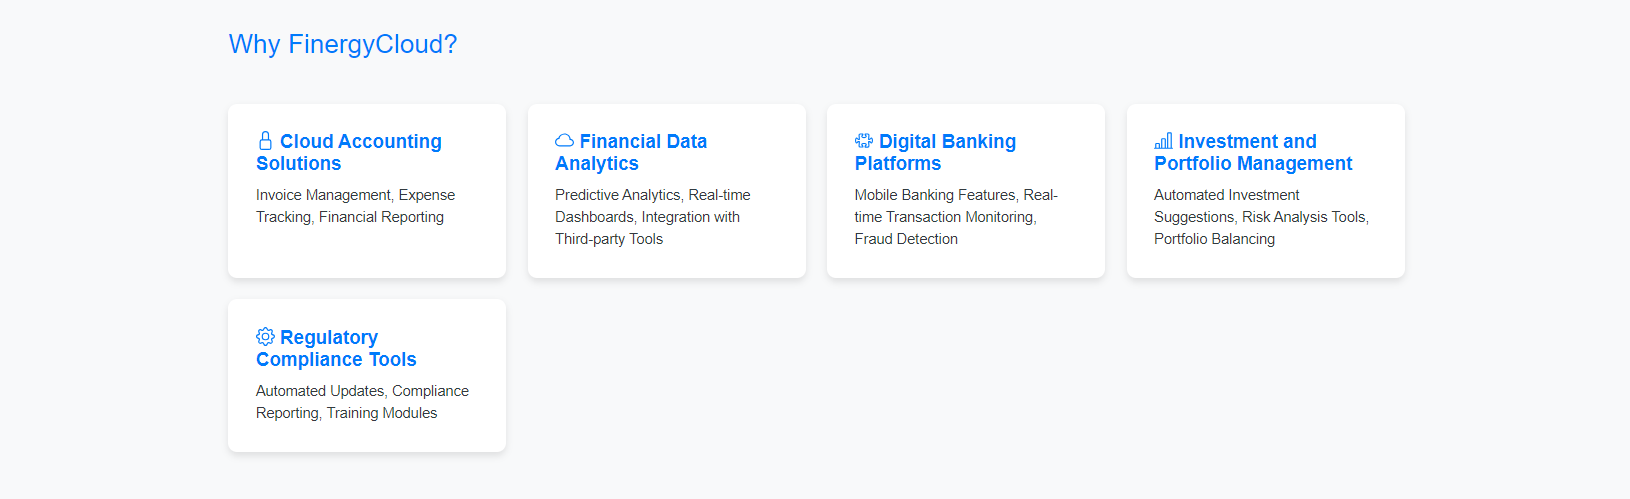 Why FinergyCloud?
Cloud Accounting
Solutions
Invoice Management, Expense
Tracking, Financial Reporting
Financial Data
Analytics
Predictive Analytics, Real-time
Dashboards, Integration with
Third-party Tools
Digital Banking
Platforms
Mobile Banking Features, Real-
time Transaction Monitoring,
Fraud Detection
Investment and
Portfolio Management
Automated Investment
Suggestions, Risk Analysis Tools,
Portfolio Balancing
Regulatory
Compliance Tools
Automated Updates, Compliance
Reporting, Training Modules